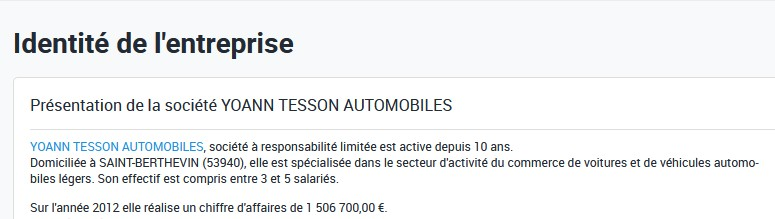 Identité de l'entreprise
Présentation de la société YOANN TESSON AUTOMOBILES
YOANN TESSON AUTOMOBILES, société à responsabilité limitée est active depuis 10 ans.
Domiciliée à SAINT-BERTHEVIN (53940), elle est spécialisée dans le secteur d'activité du commerce de voitures et de véhicules automo-
biles légers. Son effectif est compris entre 3 et 5 salariés.
Sur l'année 2012 elle réalise un chiffre d'affaires de 1 506 700,00 €.